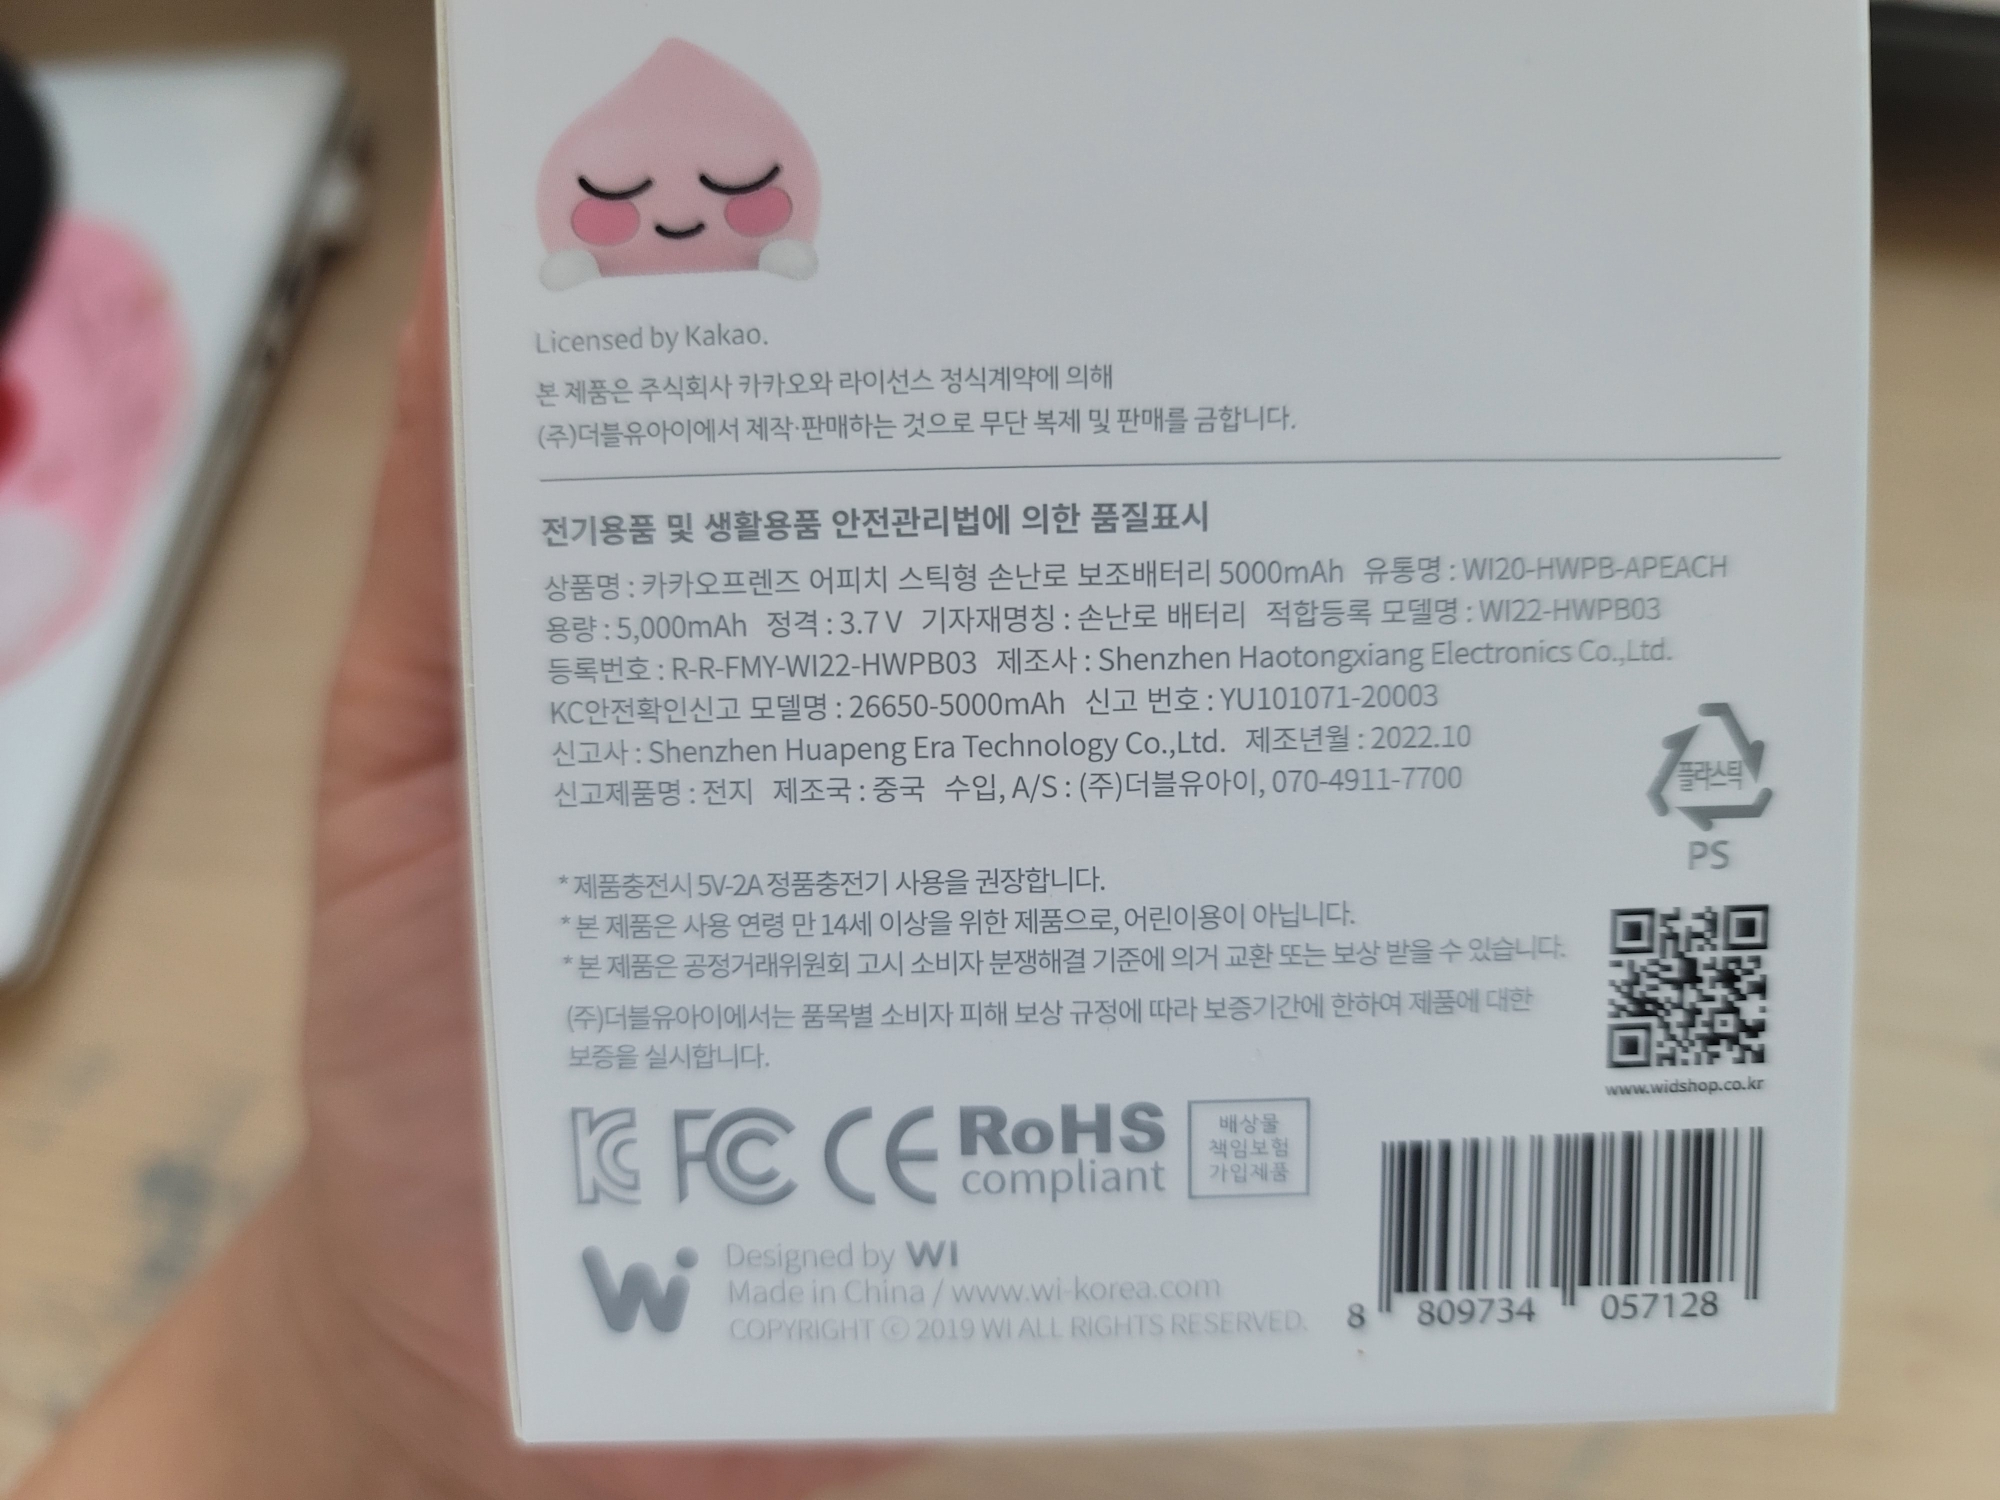 Licensed by Kakao.
본 제품은 주식회사 카카오와 라이선스 정식계약에 의해
(주)더블유아이에서 제작·판매하는 것으로 무단 복제 및 판매를 금합니다.
전기용품 및 생활용품 안전관리법에 의한 품질표시
상품명 : 카카오프렌즈 어피치 스틱형 손난로 보조배터리 5000mAh 유통명 : WI20-HWPB-APEACH
용량 : 5,000mAh 정격 : 3.7 V 기자재명칭 : 손난로 배터리 적합등록 모델명 : WI22-HWPB03
등록번호 : R-R-FMY-WI22-HWPB03 제조사 : Shenzhen Haotongxiang Electronics Co.,Ltd.
KC안전확인신고 모델명 : 26650-5000mAh 신고 번호 : YU101071-20003
신고사 : Shenzhen Huapeng Era Technology Co.,Ltd. 제조년월 : 2022.10
신고제품명 : 전지 제조국 : 중국 수입, A/S : (주)더블유아이, 070-4911-7700
플라스틱
PS
* 제품충전시 5V-2A 정품충전기 사용을 권장합니다.
* 본 제품은 사용 연령 만 14세 이상을 위한 제품으로, 어린이용이 아닙니다.
* 본 제품은 공정거래위원회 고시 소비자 분쟁해결 기준에 의거 교환 또는 보상 받을 수 있습니다.
(주)더블유아이에서는 품목별 소비자 피해 보상 규정에 따라 보증기간에 한하여 제품에 대한
보증을 실시합니다.
www.widshop.co.kr
KC FC CE RoHS
compliant
배상물
책임보험
가입제품
Wi
Designed by WI
Made in China / www.wi-korea.com
COPYRIGHT ⓒ 2019 WI ALL RIGHTS RESERVED.
8 809734 057128